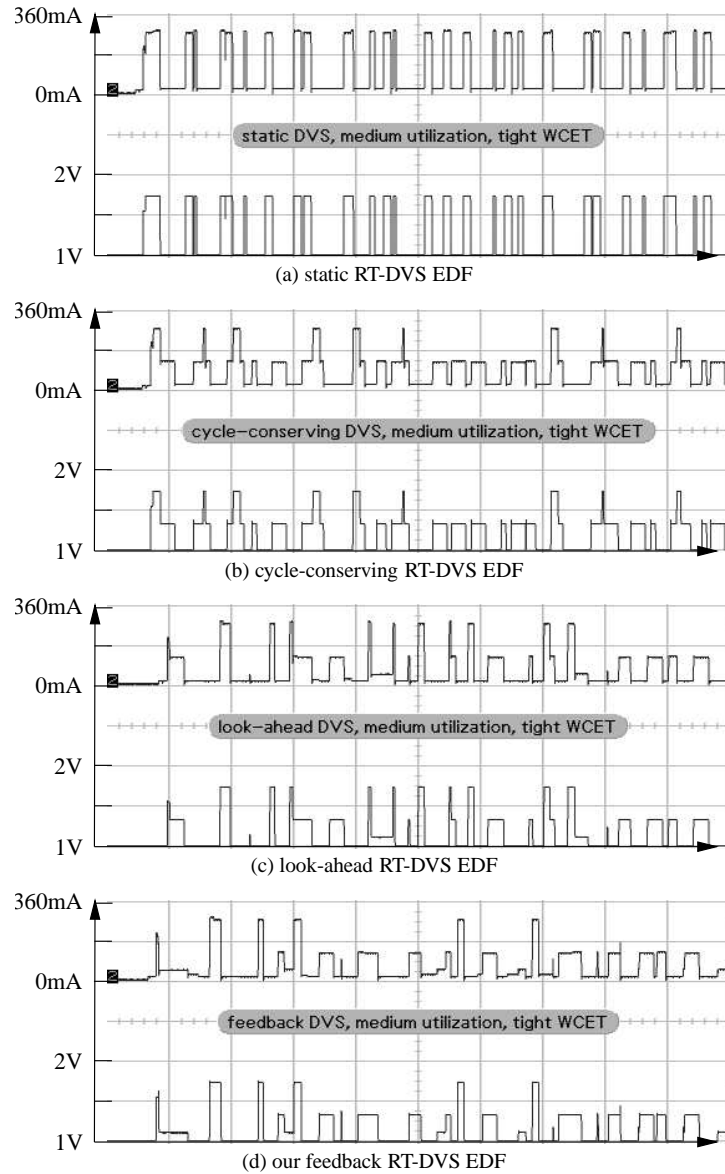 360mA
0mA
static DVS, medium utilization, tight WCET
2V
1V
(a) static RT-DVS EDF
360mA
0mA
cycle-conserving DVS, medium utilization, tight WCET
2V
1V
(b) cycle-conserving RT-DVS EDF
360mA
0mA
look-ahead DVS, medium utilization, tight WCET
2V
1V
(c) look-ahead RT-DVS EDF
360mA
0mA
feedback DVS, medium utilization, tight WCET
2V
1V
(d) our feedback RT-DVS EDF